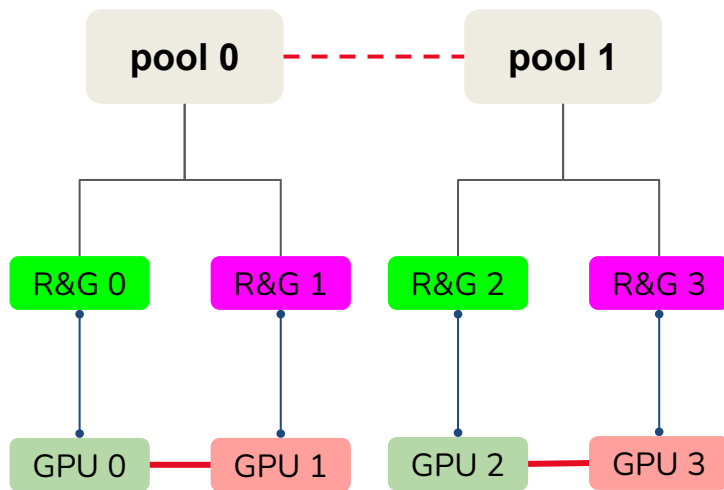 pool 0
pool 1
R&G 0
R&G 1
R&G 2
R&G 3
GPU 0
GPU 1
GPU 2
GPU 3